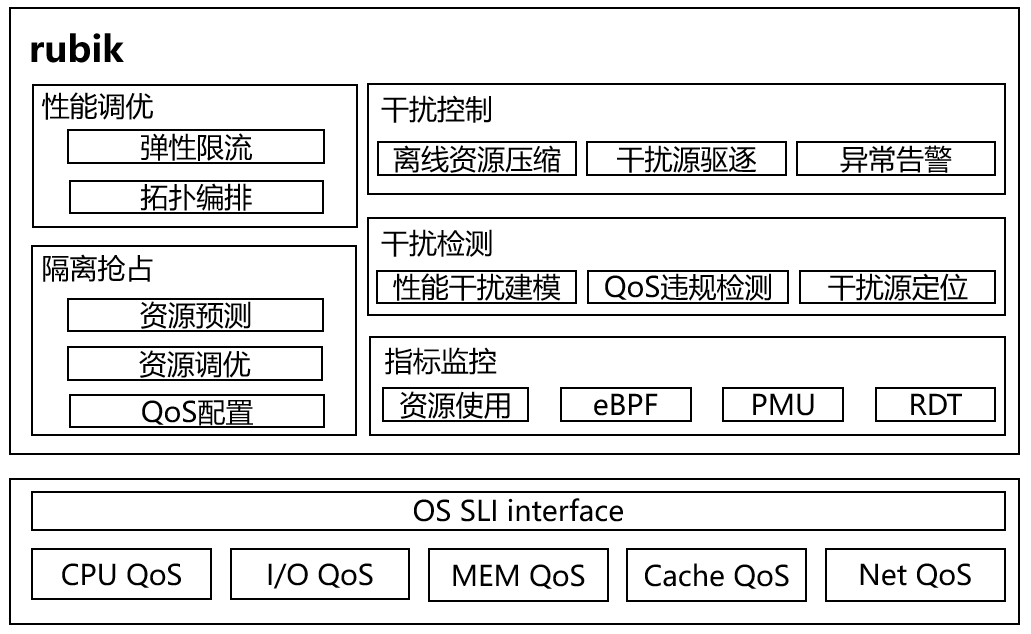 rubik
性能调优
弹性限流
拓扑编排
隔离抢占
资源预测
资源调优
QoS配置
干扰控制
离线资源压缩
干扰源驱逐
异常告警
干扰检测
性能干扰建模
QoS违规检测
干扰源定位
指标监控
资源使用
eBPF
PMU
RDT
OS SLI interface
CPU QoS
I/O QoS
MEM QoS
Cache QoS
Net QoS